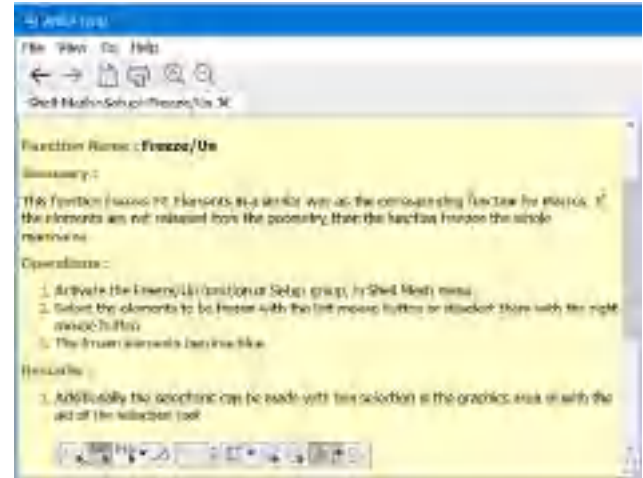 File View Go Help
Shell Mesh>Setup>Freeze/Un
Function Name : Freeze/Un
Summary :
This function freezes FE Elements in a similar way as the corresponding function for Macros. If
the elements are not released from the geometry, then the function freezes the whole
Operations :
1. Activate the Freeze/Un function of Setup group, in Shell Mesh menu
2. Select the elements to be frozen with the left mouse button or deselect them with the right
mouse button
3. The frozen elements become blue
Remarks :
1. Additionally the selections can be made with box selection in the graphics area or with the
aid of the selection tool